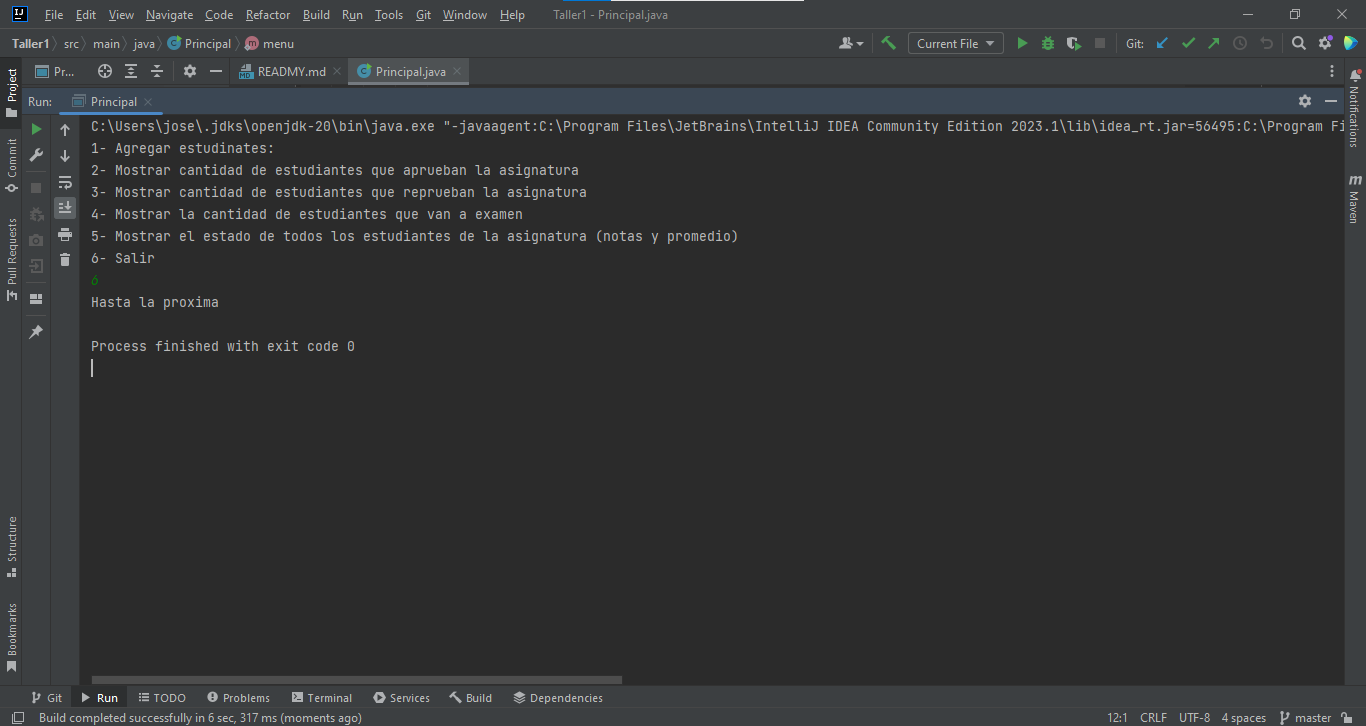 File Edit View Navigate Code Refactor Build Run Tools Git Window Help Taller1 - Principal.java
Taller1 src main java Principal menu Current File Git:
Pr... READMY.md Principal.java
Run: Principal
C:\Users\jose\.jdks\openjdk-20\bin\java.exe "-javaagent:C:\Program Files\JetBrains\IntelliJ IDEA Community Edition 2023.1\lib\idea_rt.jar=56495:C:\Program Fi
1- Agregar estudinates:
2- Mostrar cantidad de estudiantes que aprueban la asignatura
3- Mostrar cantidad de estudiantes que reprueban la asignatura
4- Mostrar la cantidad de estudiantes que van a examen
5- Mostrar el estado de todos los estudiantes de la asignatura (notas y promedio)
6- Salir
6
Hasta la proxima
Process finished with exit code 0
Project
Commit
Pull Requests
Structure
Bookmarks
Notifications
Maven
Git Run TODO Problems Terminal Services Build Dependencies
Build completed successfully in 6 sec, 317 ms (moments ago) 12:1 CRLF UTF-8 4 spaces master